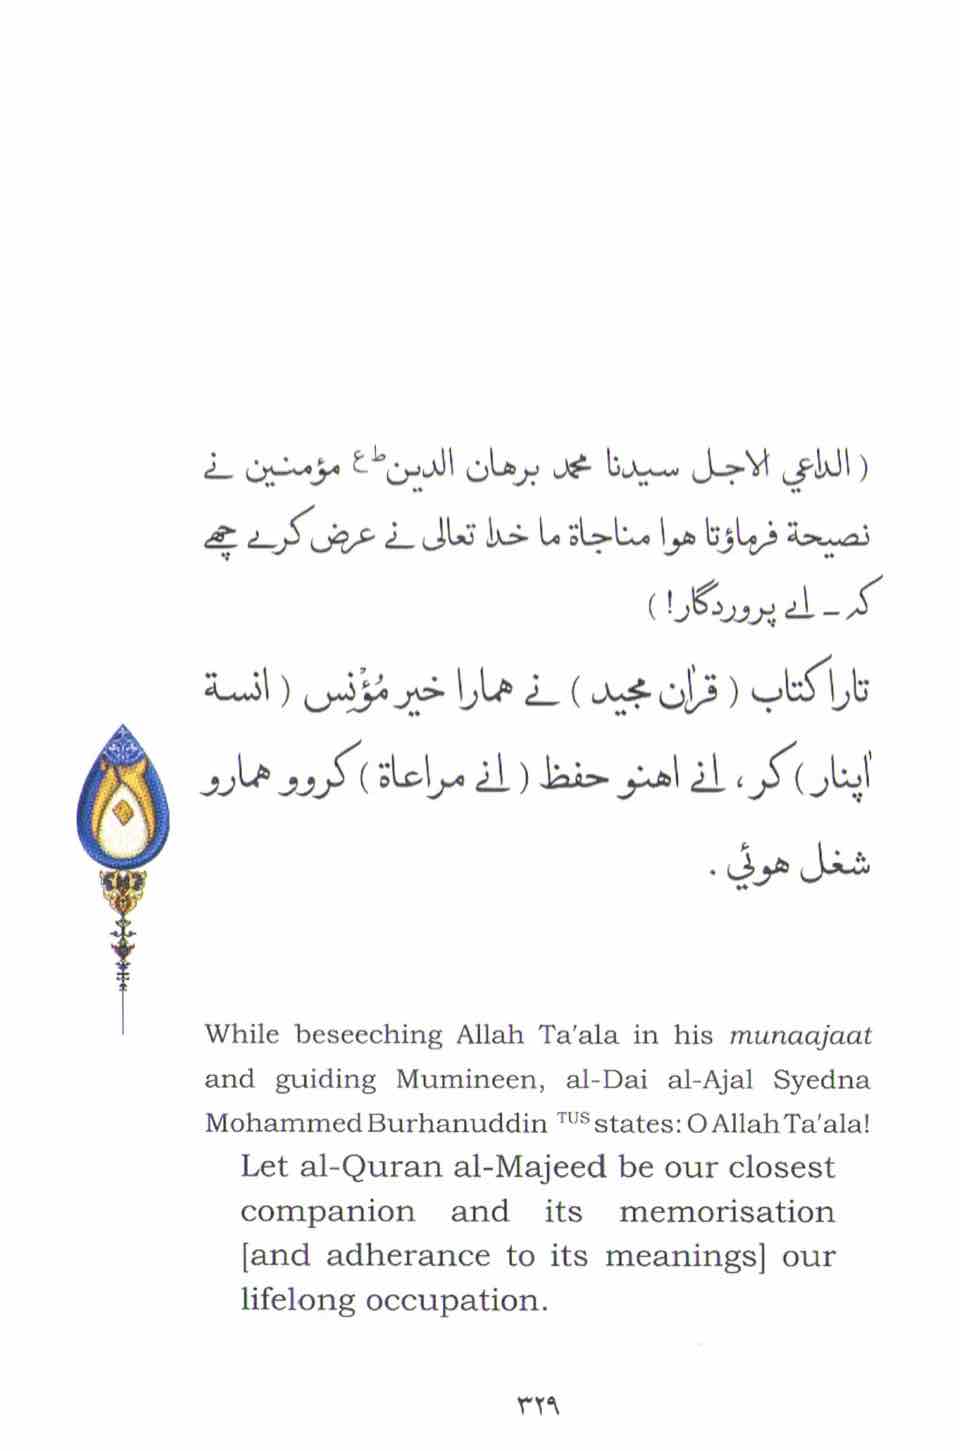 ( الداعي الاجل سيدنا محمد برهان الدين طع مؤمنين نے
نصيحة فرماؤتا هوا مناجاة ما خدا تعالى نے عرض كرے چھے
كہ ـ اے پروردگار! )
تارا كتاب ( قرأن مجيد ) نے همارا خير مُؤنِس ( انسة
أپنار) كر، انے اهنو حفظ ( انے مراعاة ) كروو همارو
شغل هوئي .
While beseeching Allah Ta'ala in his munaajaat
and guiding Mumineen, al-Dai al-Ajal Syedna
Mohammed Burhanuddin TUS states: O Allah Ta'ala!
Let al-Quran al-Majeed be our closest
companion and its memorisation
[and adherance to its meanings] our
lifelong occupation.
٣٢٩